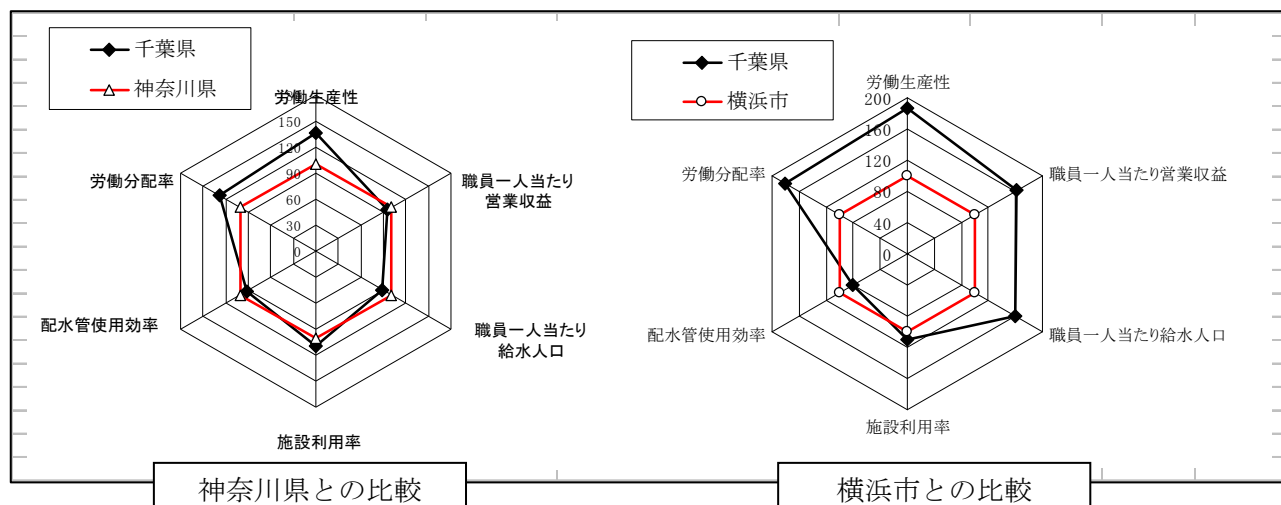 千葉県
神奈川県
労働生産性
150
120
90
60
30
0
労働分配率
職員一人当たり
営業収益
配水管使用効率
職員一人当たり
給水人口
施設利用率
神奈川県との比較
千葉県
横浜市
労働生産性
200
160
120
80
40
0
労働分配率
職員一人当たり営業収益
配水管使用効率
職員一人当たり給水人口
施設利用率
横浜市との比較